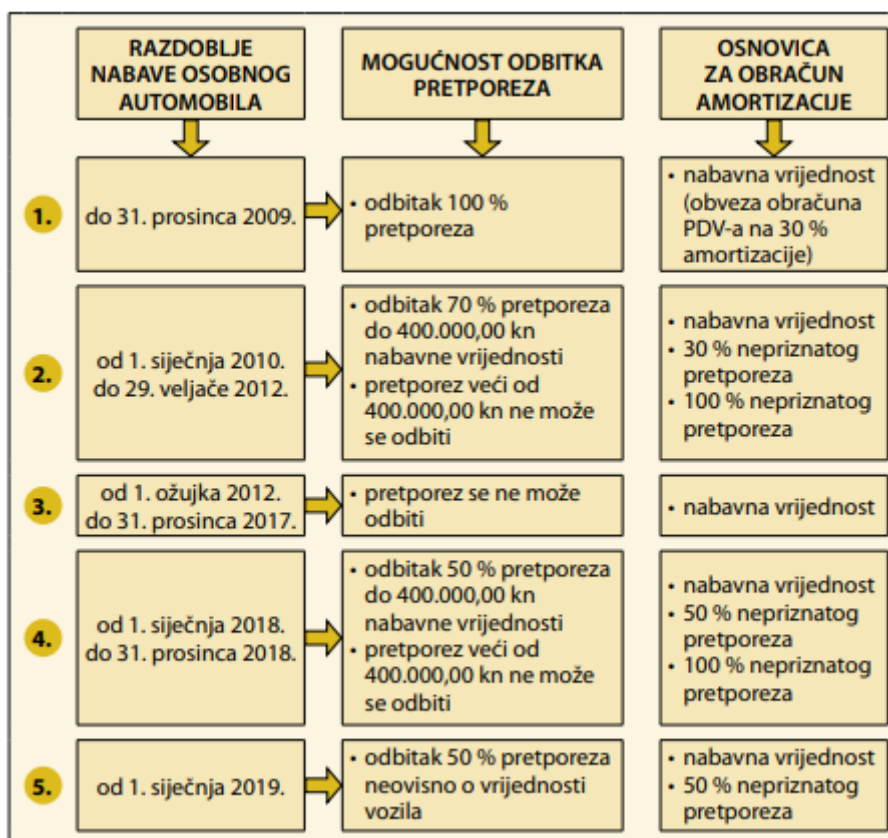 RAZDOBLJE
NABAVE OSOBNOG
AUTOMOBILA
MOGUĆNOST ODBITKA
PRETPOREZA
OSNOVICA
ZA OBRAČUN
AMORTIZACIJE
1.
do 31. prosinca 2009.
• odbitak 100 %
pretporeza
• nabavna vrijednost
(obveza obračuna
PDV-a na 30 %
amortizacije)
2.
od 1. siječnja 2010.
do 29. veljače 2012.
• odbitak 70 % pretporeza
do 400.000,00 kn
nabavne vrijednosti
• pretporez veći od
400.000,00 kn ne može
se odbiti
• nabavna vrijednost
• 30 % nepriznatog
pretporeza
• 100 % nepriznatog
pretporeza
3.
od 1. ožujka 2012.
do 31. prosinca 2017.
• pretporez se ne može
odbiti
• nabavna vrijednost
4.
od 1. siječnja 2018.
do 31. prosinca 2018.
• odbitak 50 % pretporeza
do 400.000,00 kn
nabavne vrijednosti
• pretporez veći od
400.000,00 kn ne može
se odbiti
• nabavna vrijednost
• 50 % nepriznatog
pretporeza
• 100 % nepriznatog
pretporeza
5.
od 1. siječnja 2019.
• odbitak 50 % pretporeza
neovisno o vrijednosti
vozila
• nabavna vrijednost
• 50 % nepriznatog
pretporeza